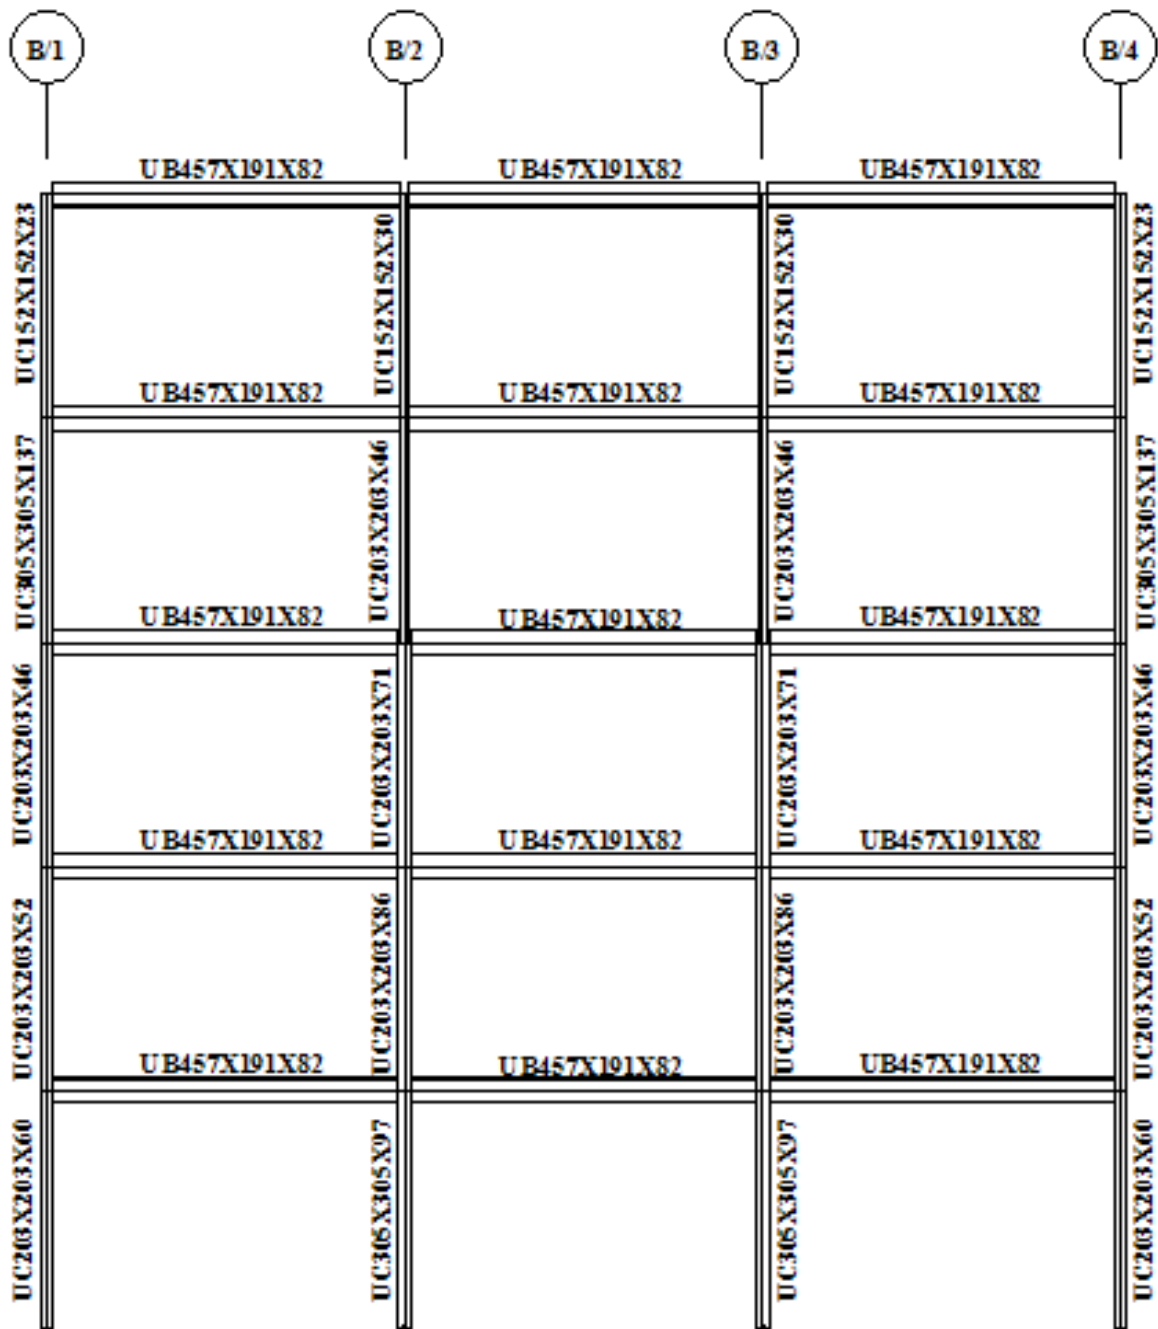 B/1 B/2 B/3 B/4
UB457X191X82 UB457X191X82 UB457X191X82
UC152X152X23 UC152X152X30 UC152X152X30 UC152X152X23
UB457X191X82 UB457X191X82 UB457X191X82
UC305X305X137 UC203X203X46 UC203X203X46 UC305X305X137
UB457X191X82 UB457X191X82 UB457X191X82
UC203X203X46 UC203X203X71 UC203X203X71 UC203X203X46
UB457X191X82 UB457X191X82 UB457X191X82
UC203X203X52 UC203X203X86 UC203X203X86 UC203X203X52
UB457X191X82 UB457X191X82 UB457X191X82
UC203X203X60 UC305X305X97 UC305X305X97 UC203X203X60